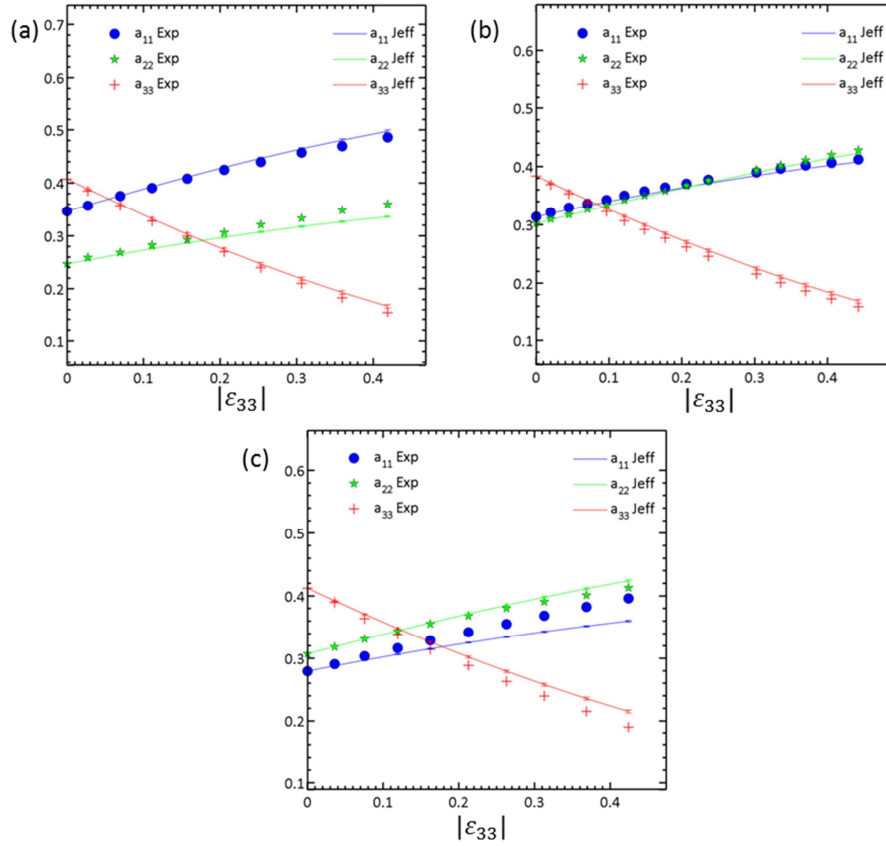 (a)
0.7
0.6
0.5
0.4
0.3
0.2
0.1
a11 Exp
a22 Exp
a33 Exp
a11 Jeff
a22 Jeff
a33 Jeff
0 0.1 0.2 0.3 0.4
|ε33|
(b)
0.6
0.5
0.4
0.3
0.2
0.1
a11 Exp
a22 Exp
a33 Exp
a11 Jeff
a22 Jeff
a33 Jeff
0 0.1 0.2 0.3 0.4
|ε33|
(c)
0.6
0.5
0.4
0.3
0.2
0.1
a11 Exp
a22 Exp
a33 Exp
a11 Jeff
a22 Jeff
a33 Jeff
0 0.1 0.2 0.3 0.4
|ε33|